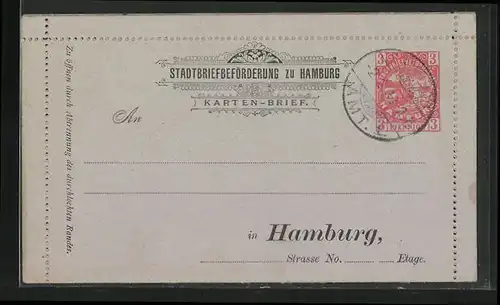 STADTBRIEFBEFÖRDERUNG ZU HAMBURG
KARTEN-BRIEF.
3 3
3 PFENNIG 3
An
in Hamburg,
Strasse No. Etage.
Zu öffnen durch Abtrennung der durchlochten Ränder.